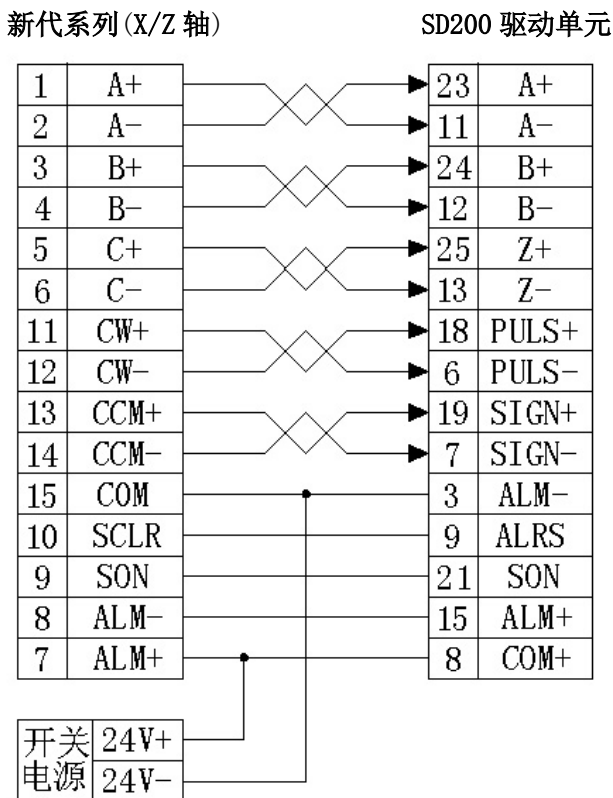 新代系列(X/Z 轴) SD200 驱动单元
1 A+ 23 A+
2 A- 11 A-
3 B+ 24 B+
4 B- 12 B-
5 C+ 25 Z+
6 C- 13 Z-
11 CW+ 18 PULS+
12 CW- 6 PULS-
13 CCM+ 19 SIGN+
14 CCM- 7 SIGN-
15 COM 3 ALM-
10 SCLR 9 ALRS
9 SON 21 SON
8 ALM- 15 ALM+
7 ALM+ 8 COM+
开关 24V+
电源 24V-